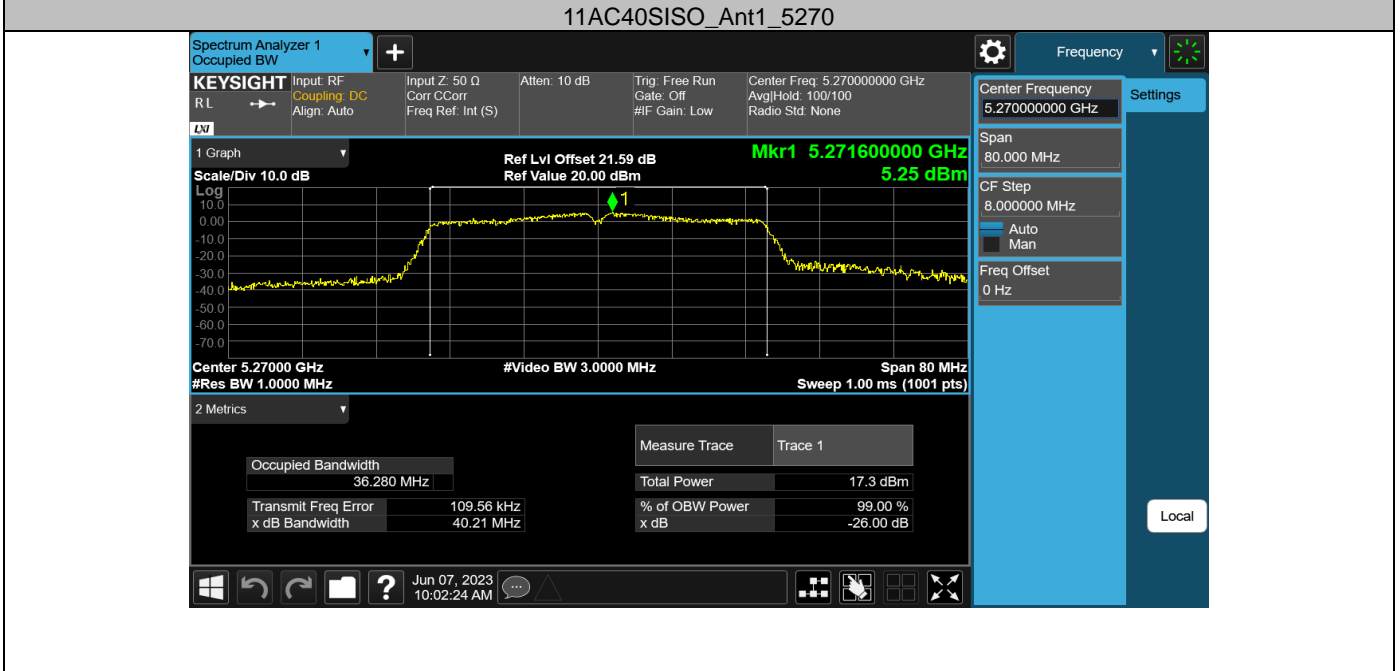 11AC40SISO_Ant1_5270
Spectrum Analyzer 1
Occupied BW
+
Frequency
KEYSIGHT
RL
LXI
Input: RF
Coupling: DC
Align: Auto
Input Z: 50 Ω
Corr CCorr
Freq Ref: Int (S)
Atten: 10 dB
Trig: Free Run
Gate: Off
#IF Gain: Low
Center Freq: 5.270000000 GHz
Avg|Hold: 100/100
Radio Std: None
Center Frequency
5.270000000 GHz
Settings
Span
80.000 MHz
CF Step
8.000000 MHz
Auto
Man
Freq Offset
0 Hz
Local
1 Graph
Scale/Div 10.0 dB
Ref Lvl Offset 21.59 dB
Ref Value 20.00 dBm
Mkr1 5.271600000 GHz
5.25 dBm
Log
1
10.0
0.00
-10.0
-20.0
-30.0
-40.0
-50.0
-60.0
-70.0
Center 5.27000 GHz
#Video BW 3.0000 MHz
Span 80 MHz
#Res BW 1.0000 MHz
Sweep 1.00 ms (1001 pts)
2 Metrics
Measure Trace Trace 1
Occupied Bandwidth
36.280 MHz
Total Power 17.3 dBm
Transmit Freq Error 109.56 kHz
% of OBW Power 99.00 %
x dB Bandwidth 40.21 MHz
x dB -26.00 dB
?
Jun 07, 2023
10:02:24 AM